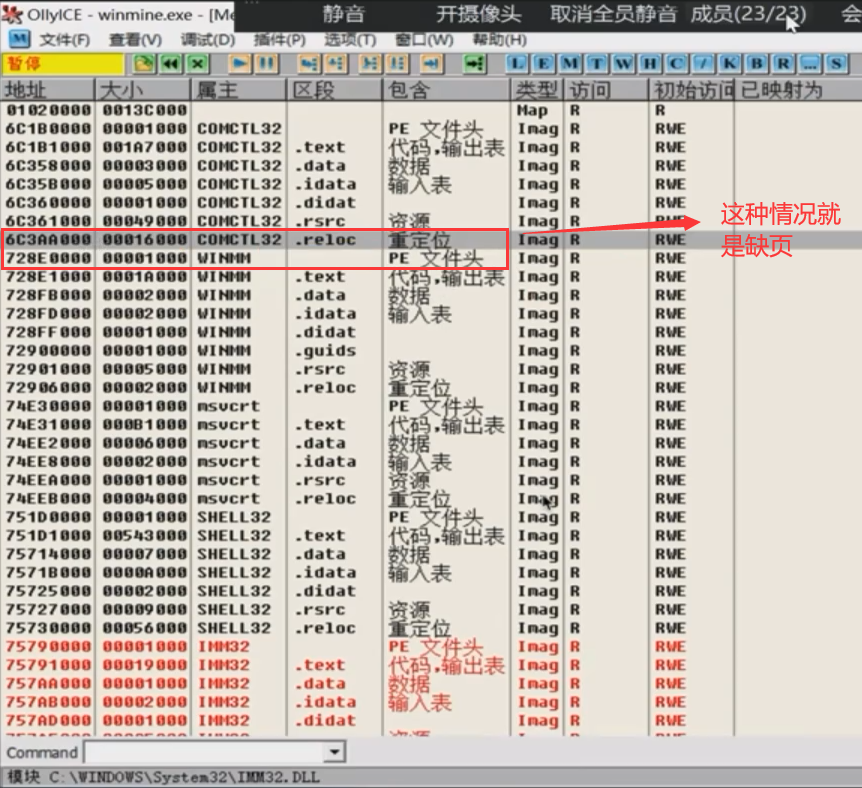 OllyICE - winmine.exe - [Me
静音 开摄像头 取消全员静音 成员(23/23) 会
M 文件(F) 查看(V) 调试(D) 插件(P) 选项(T) 窗口(W) 帮助(H)
暂停 L E M T W H C / K B R ... S
地址 大小 属主 区段 包含 类型 访问 初始访问 已映射为
01020000 0013C000 Map R R
6C1B0000 00001000 COMCTL32 PE 文件头 Imag R RWE
6C1B1000 001A7000 COMCTL32 .text 代码,输出表 Imag R RWE
6C358000 00003000 COMCTL32 .data 数据 Imag R RWE
6C35B000 00005000 COMCTL32 .idata 输入表 Imag R RWE
6C360000 00001000 COMCTL32 .didat Imag R RWE
6C361000 00049000 COMCTL32 .rsrc 资源 Imag R RWE
6C3AA000 00016000 COMCTL32 .reloc 重定位 Imag R RWE
728E0000 00001000 WINMM PE 文件头 Imag R RWE
728E1000 0001A000 WINMM .text 代码,输出表 Imag R RWE
728FB000 00002000 WINMM .data 数据 Imag R RWE
728FD000 00002000 WINMM .idata 输入表 Imag R RWE
728FF000 00001000 WINMM .didat Imag R RWE
72900000 00001000 WINMM .guids Imag R RWE
72901000 00005000 WINMM .rsrc 资源 Imag R RWE
72906000 00002000 WINMM .reloc 重定位 Imag R RWE
74E30000 00001000 msvcrt PE 文件头 Imag R RWE
74E31000 000B1000 msvcrt .text 代码,输出表 Imag R RWE
74EE2000 00006000 msvcrt .data 数据 Imag R RWE
74EE8000 00002000 msvcrt .idata 输入表 Imag R RWE
74EEA000 00001000 msvcrt .rsrc 资源 Imag R RWE
74EEB000 00004000 msvcrt .reloc 重定位 Imag R RWE
751D0000 00001000 SHELL32 PE 文件头 Imag R RWE
751D1000 00543000 SHELL32 .text 代码,输出表 Imag R RWE
75714000 00007000 SHELL32 .data 数据 Imag R RWE
7571B000 0000A000 SHELL32 .idata 输入表 Imag R RWE
75725000 00002000 SHELL32 .didat Imag R RWE
75727000 00009000 SHELL32 .rsrc 资源 Imag R RWE
75730000 00056000 SHELL32 .reloc 重定位 Imag R RWE
75790000 00001000 IMM32 PE 文件头 Imag R RWE
75791000 00019000 IMM32 .text 代码,输出表 Imag R RWE
757AA000 00001000 IMM32 .data 数据 Imag R RWE
757AB000 00002000 IMM32 .idata 输入表 Imag R RWE
757AD000 00001000 IMM32 .didat Imag R RWE
这种情况就
是缺页
Command
模块 C:\WINDOWS\System32\IMM32.DLL